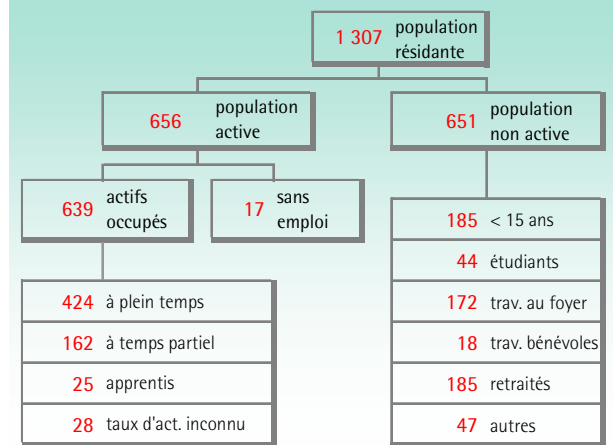 1 307 population
résidante
656 population
active
651 population
non active
639 actifs
occupés
17 sans
emploi
424 à plein temps
162 à temps partiel
25 apprentis
28 taux d'act. inconnu
185 < 15 ans
44 étudiants
172 trav. au foyer
18 trav. bénévoles
185 retraités
47 autres